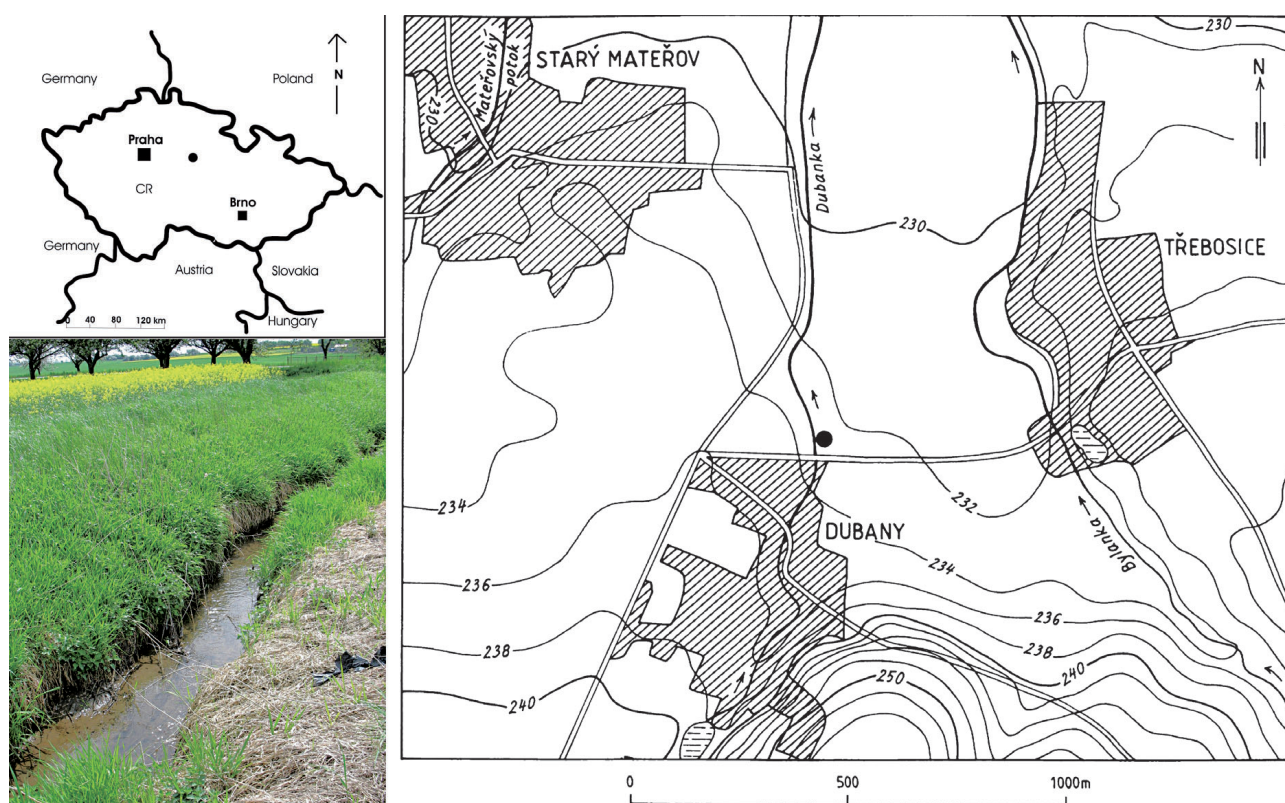 Germany
Poland
N
Praha
CR
Brno
Germany
Austria
Slovakia
Hungary
0 40 80 120 km
STARÝ MATEŘOV
Mateřovský
potok
230
230
N
Dubanka
230
TŘEBOSICE
234
232
DUBANY
236
234
Bylanka
236
238
238
240
240
250
0 500 1000m